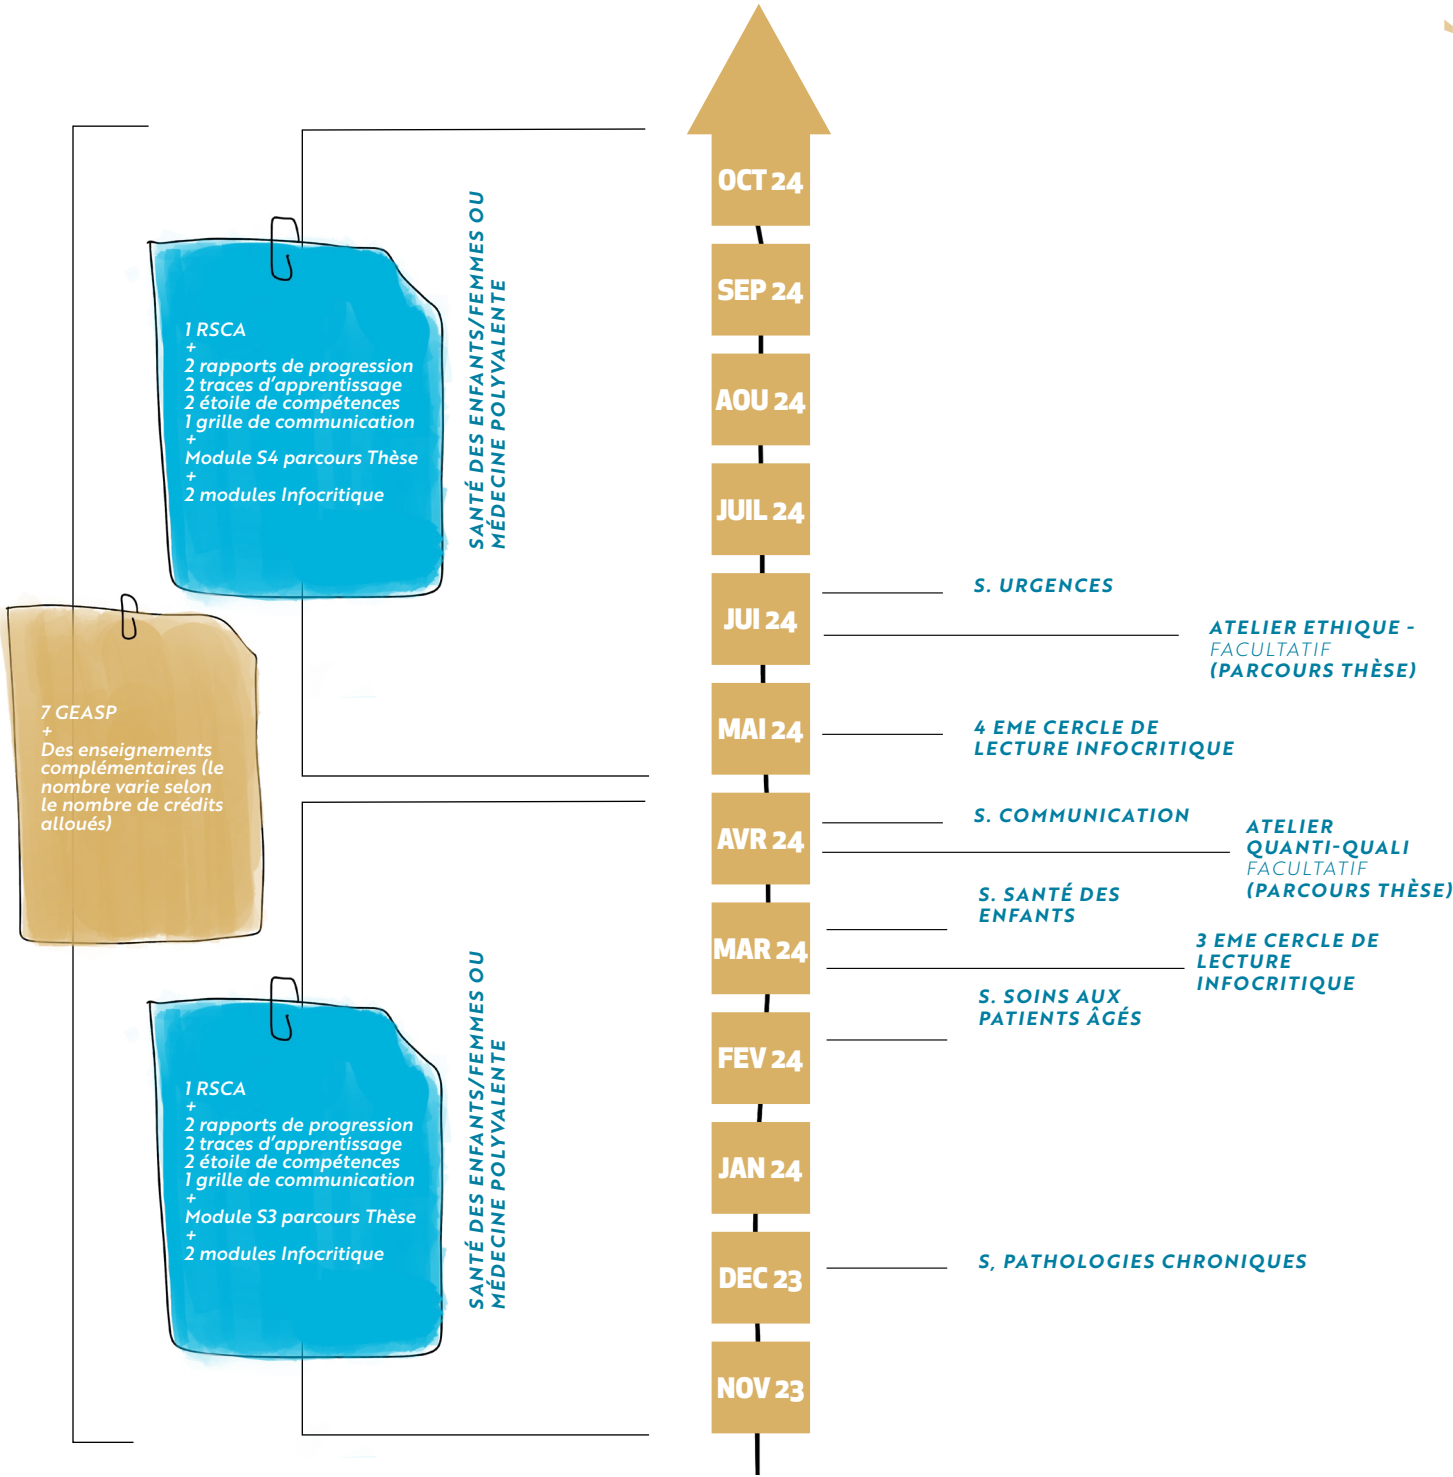 OCT 24
SEP 24
AOU 24
JUIL 24
JUI 24
MAI 24
AVR 24
MAR 24
FEV 24
JAN 24
DEC 23
NOV 23
1 RSCA
+
2 rapports de progression
2 traces d'apprentissage
2 étoile de compétences
1 grille de communication
+
Module S4 parcours Thèse
+
2 modules Infocritique
SANTÉ DES ENFANTS/FEMMES OU
MÉDECINE POLYVALENTE
7 GEASP
+
Des enseignements
complémentaires (le
nombre varie selon
le nombre de crédits
alloués)
1 RSCA
+
2 rapports de progression
2 traces d'apprentissage
2 étoile de compétences
1 grille de communication
+
Module S3 parcours Thèse
+
2 modules Infocritique
SANTÉ DES ENFANTS/FEMMES OU
MÉDECINE POLYVALENTE
S. URGENCES
ATELIER ETHIQUE -
FACULTATIF
(PARCOURS THÈSE)
4 EME CERCLE DE
LECTURE INFOCRITIQUE
S. COMMUNICATION
ATELIER
QUANTI-QUALI
FACULTATIF
(PARCOURS THÈSE)
S. SANTÉ DES
ENFANTS
3 EME CERCLE DE
LECTURE
INFOCRITIQUE
S. SOINS AUX
PATIENTS ÂGÉS
S, PATHOLOGIES CHRONIQUES